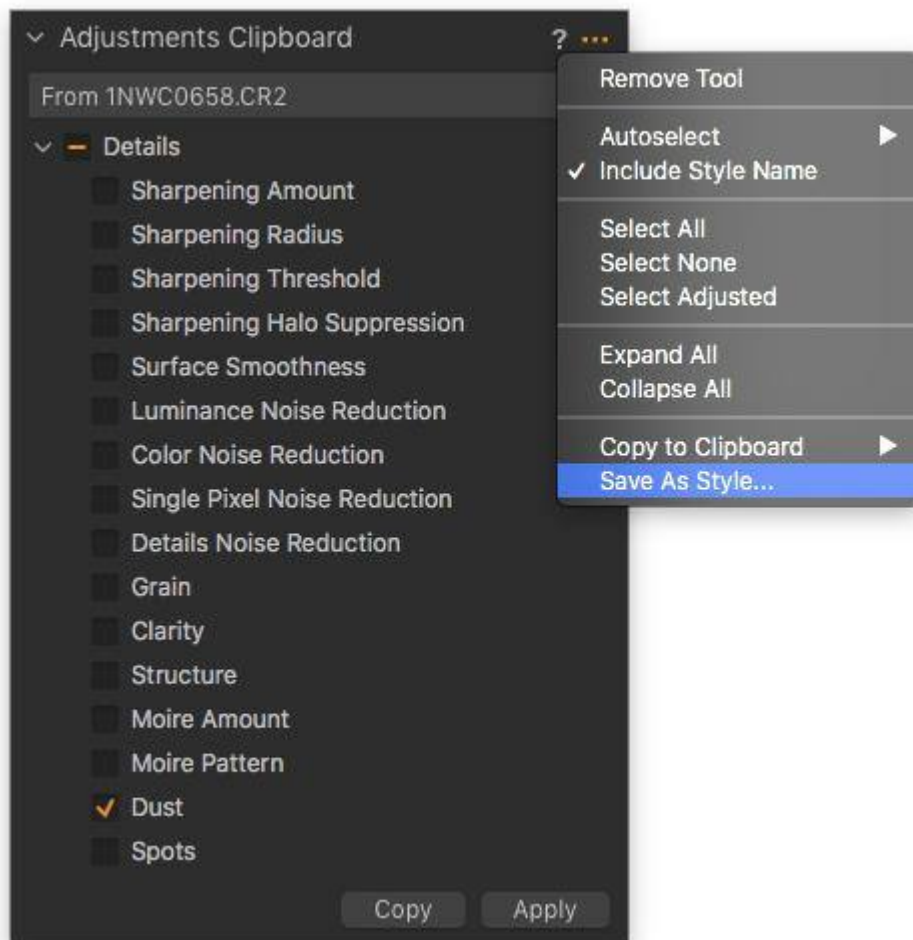 Adjustments Clipboard ? ...
From 1NWC0658.CR2
Details
Sharpening Amount
Sharpening Radius
Sharpening Threshold
Sharpening Halo Suppression
Surface Smoothness
Luminance Noise Reduction
Color Noise Reduction
Single Pixel Noise Reduction
Details Noise Reduction
Grain
Clarity
Structure
Moire Amount
Moire Pattern
Dust
Spots
Copy Apply
Remove Tool
Autoselect
Include Style Name
Select All
Select None
Select Adjusted
Expand All
Collapse All
Copy to Clipboard
Save As Style...